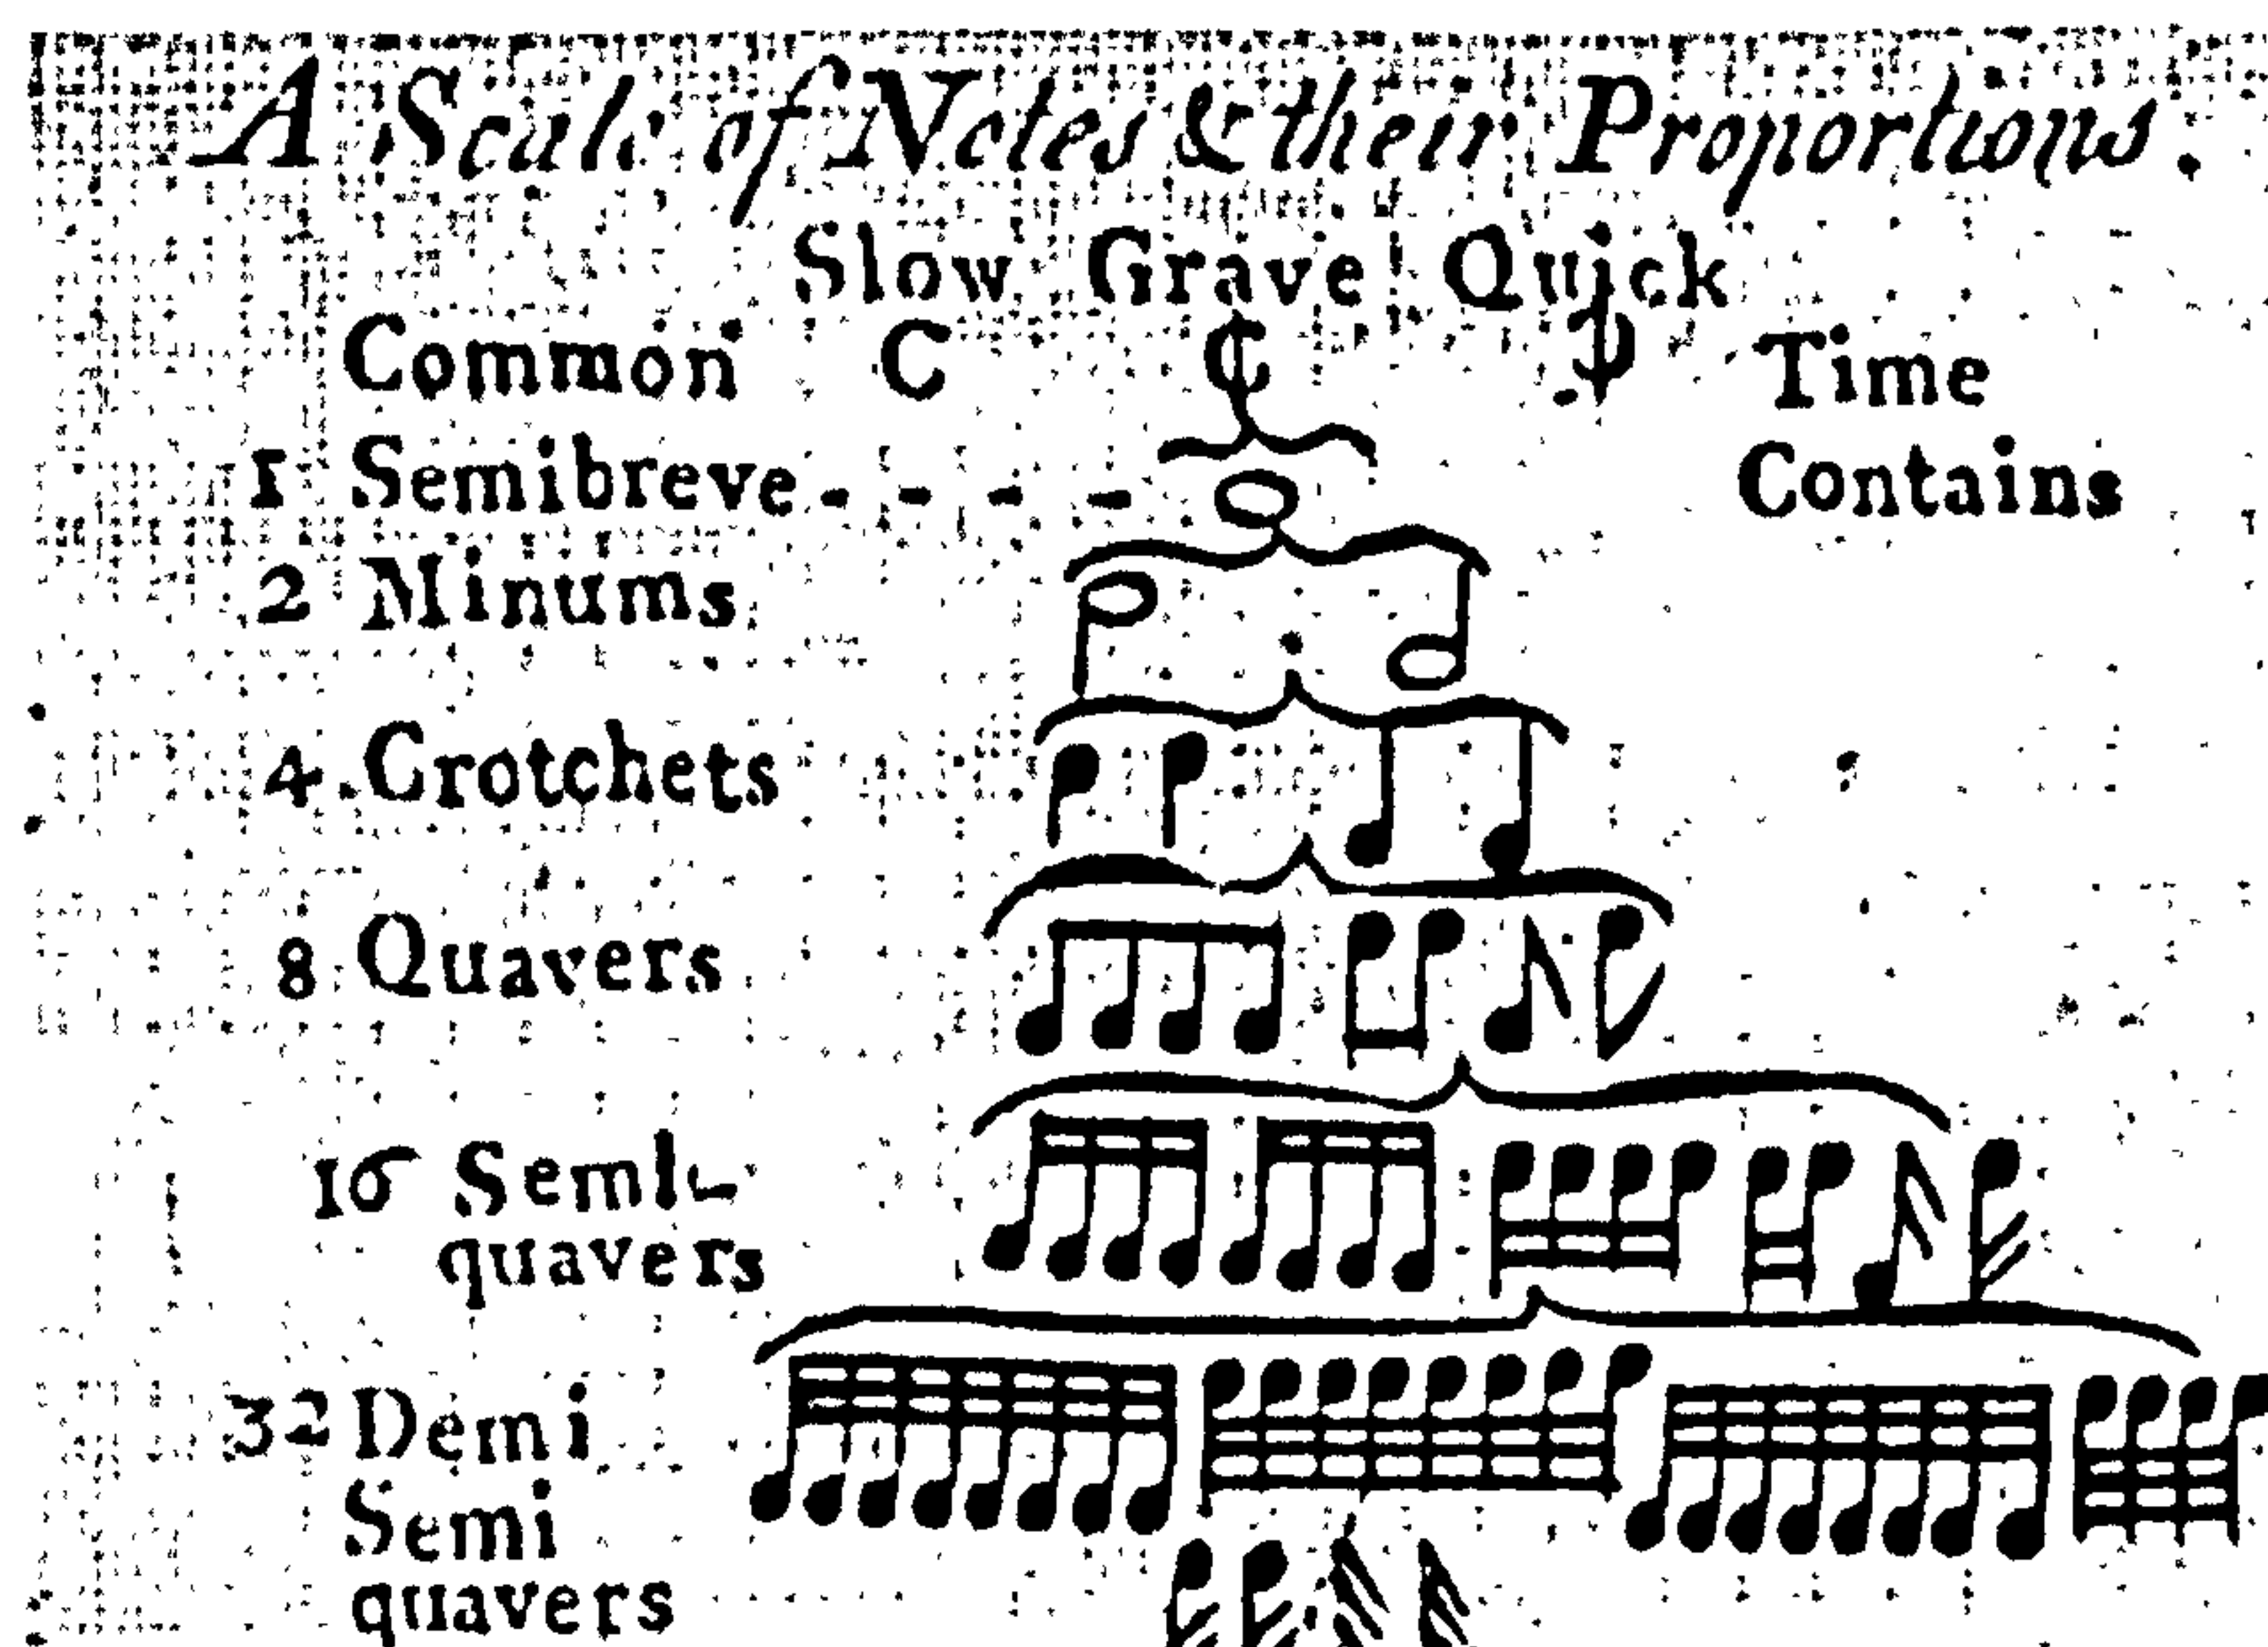 A Scale of Notes & their Proportions.
Slow Grave Quick
Common C ₵ Time
1 Semibreve - - - - Contains
2 Minums
4 Crotchets
8 Quavers
16 Semi-
quavers
32 Demi
Semi
quavers